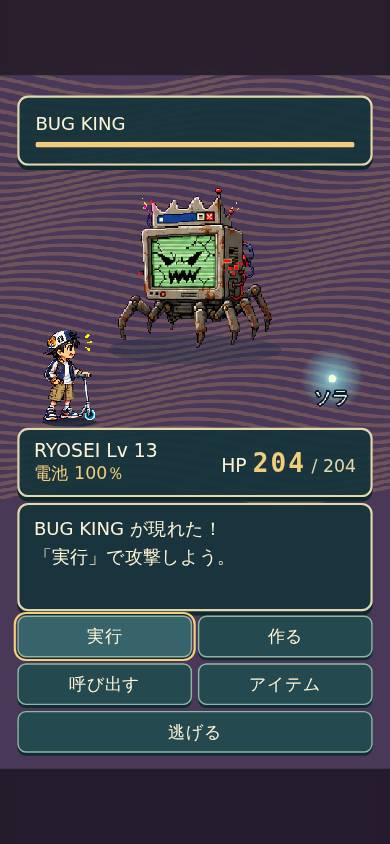 BUG KING
ソラ
RYOSEI Lv 13
電池 100％
HP 204 / 204
BUG KING が現れた！
「実行」で攻撃しよう。
実行
作る
呼び出す
アイテム
逃げる